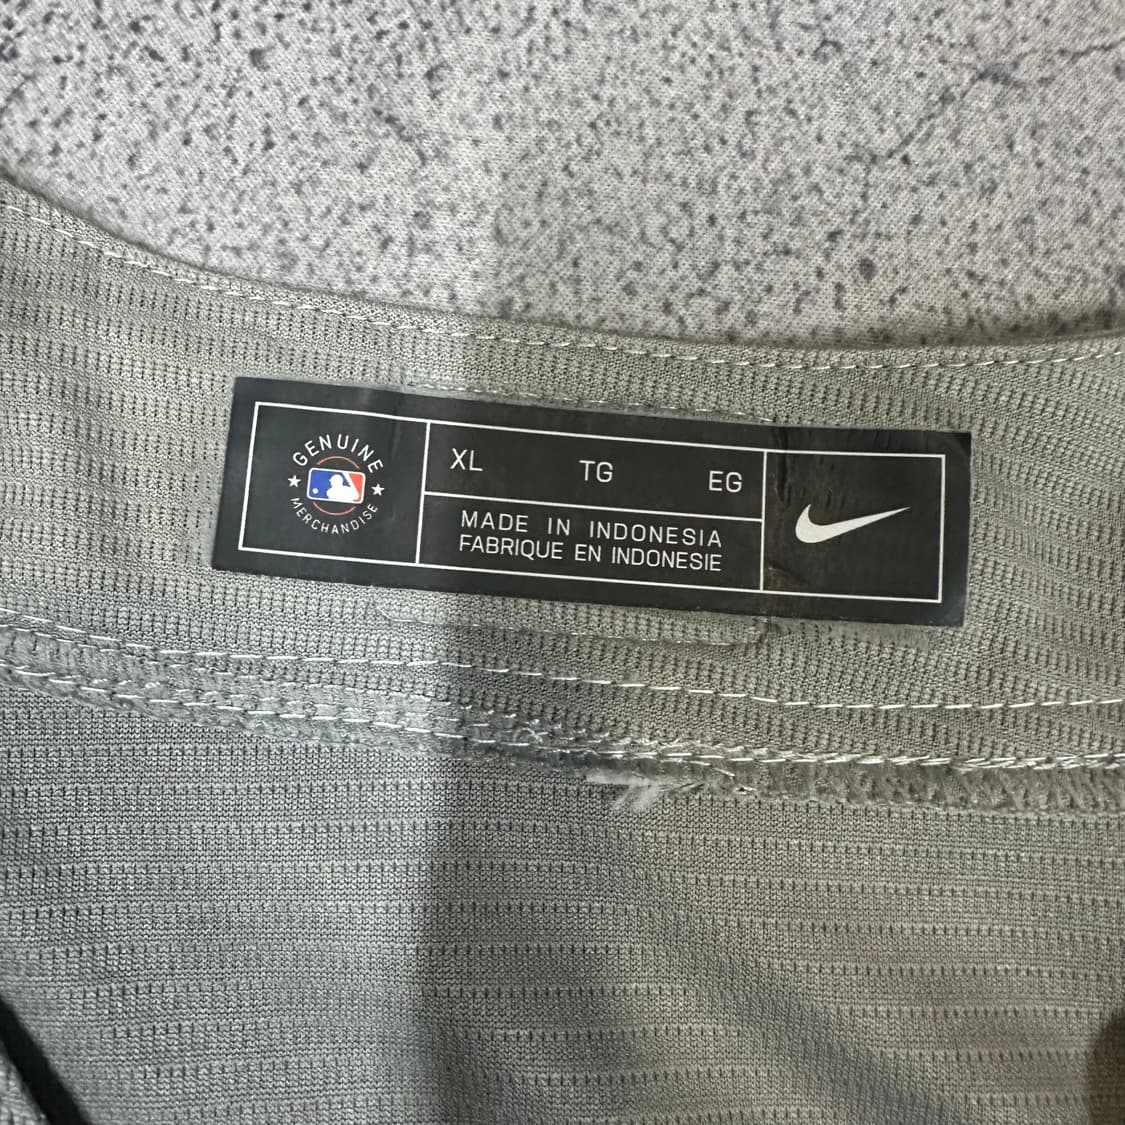 GENUINE
MERCHANDISE
XL TG EG
MADE IN INDONESIA
FABRIQUE EN INDONESIE